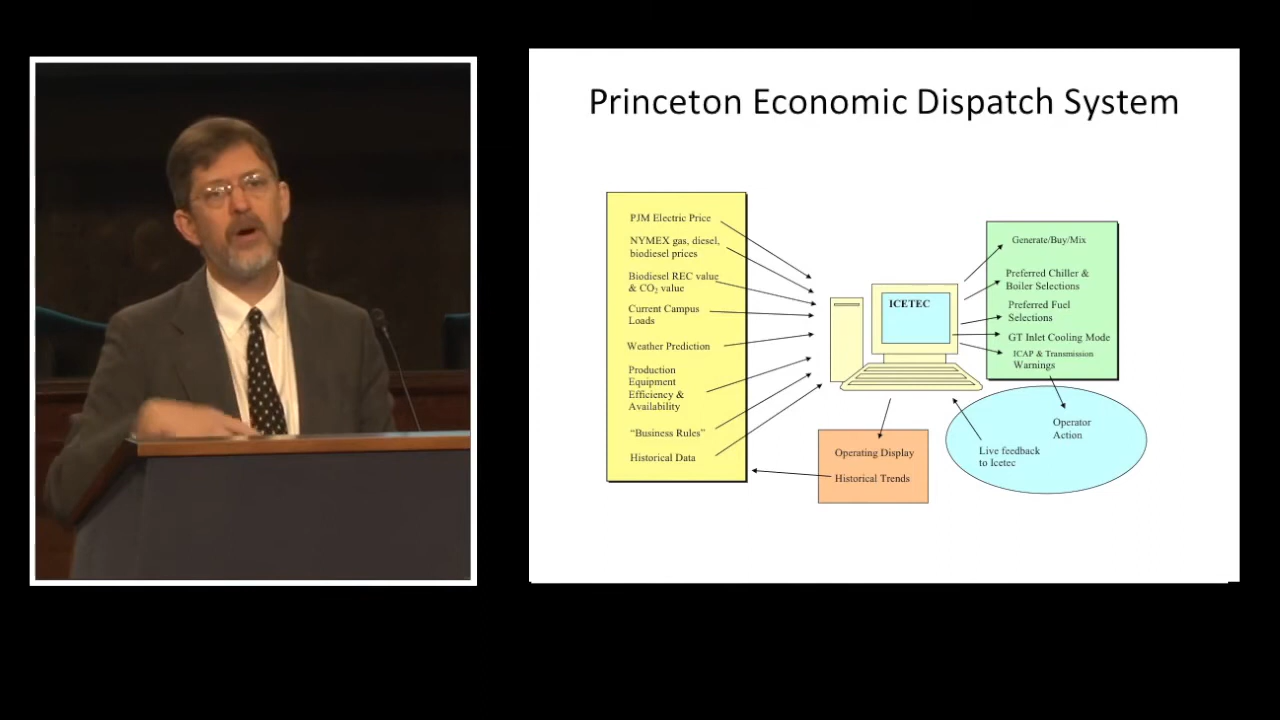 Princeton Economic Dispatch System
PJM Electric Price
NYMEX gas, diesel,
biodiesel prices
Biodiesel REC value
& CO₂ value
Current Campus
Loads
Weather Prediction
Production
Equipment
Efficiency &
Availability
“Business Rules”
Historical Data
ICETEC
Generate/Buy/Mix
Preferred Chiller &
Boiler Selections
Preferred Fuel
Selections
GT Inlet Cooling Mode
ICAP & Transmission
Warnings
Operating Display
Historical Trends
Operator
Action
Live feedback
to Icetec